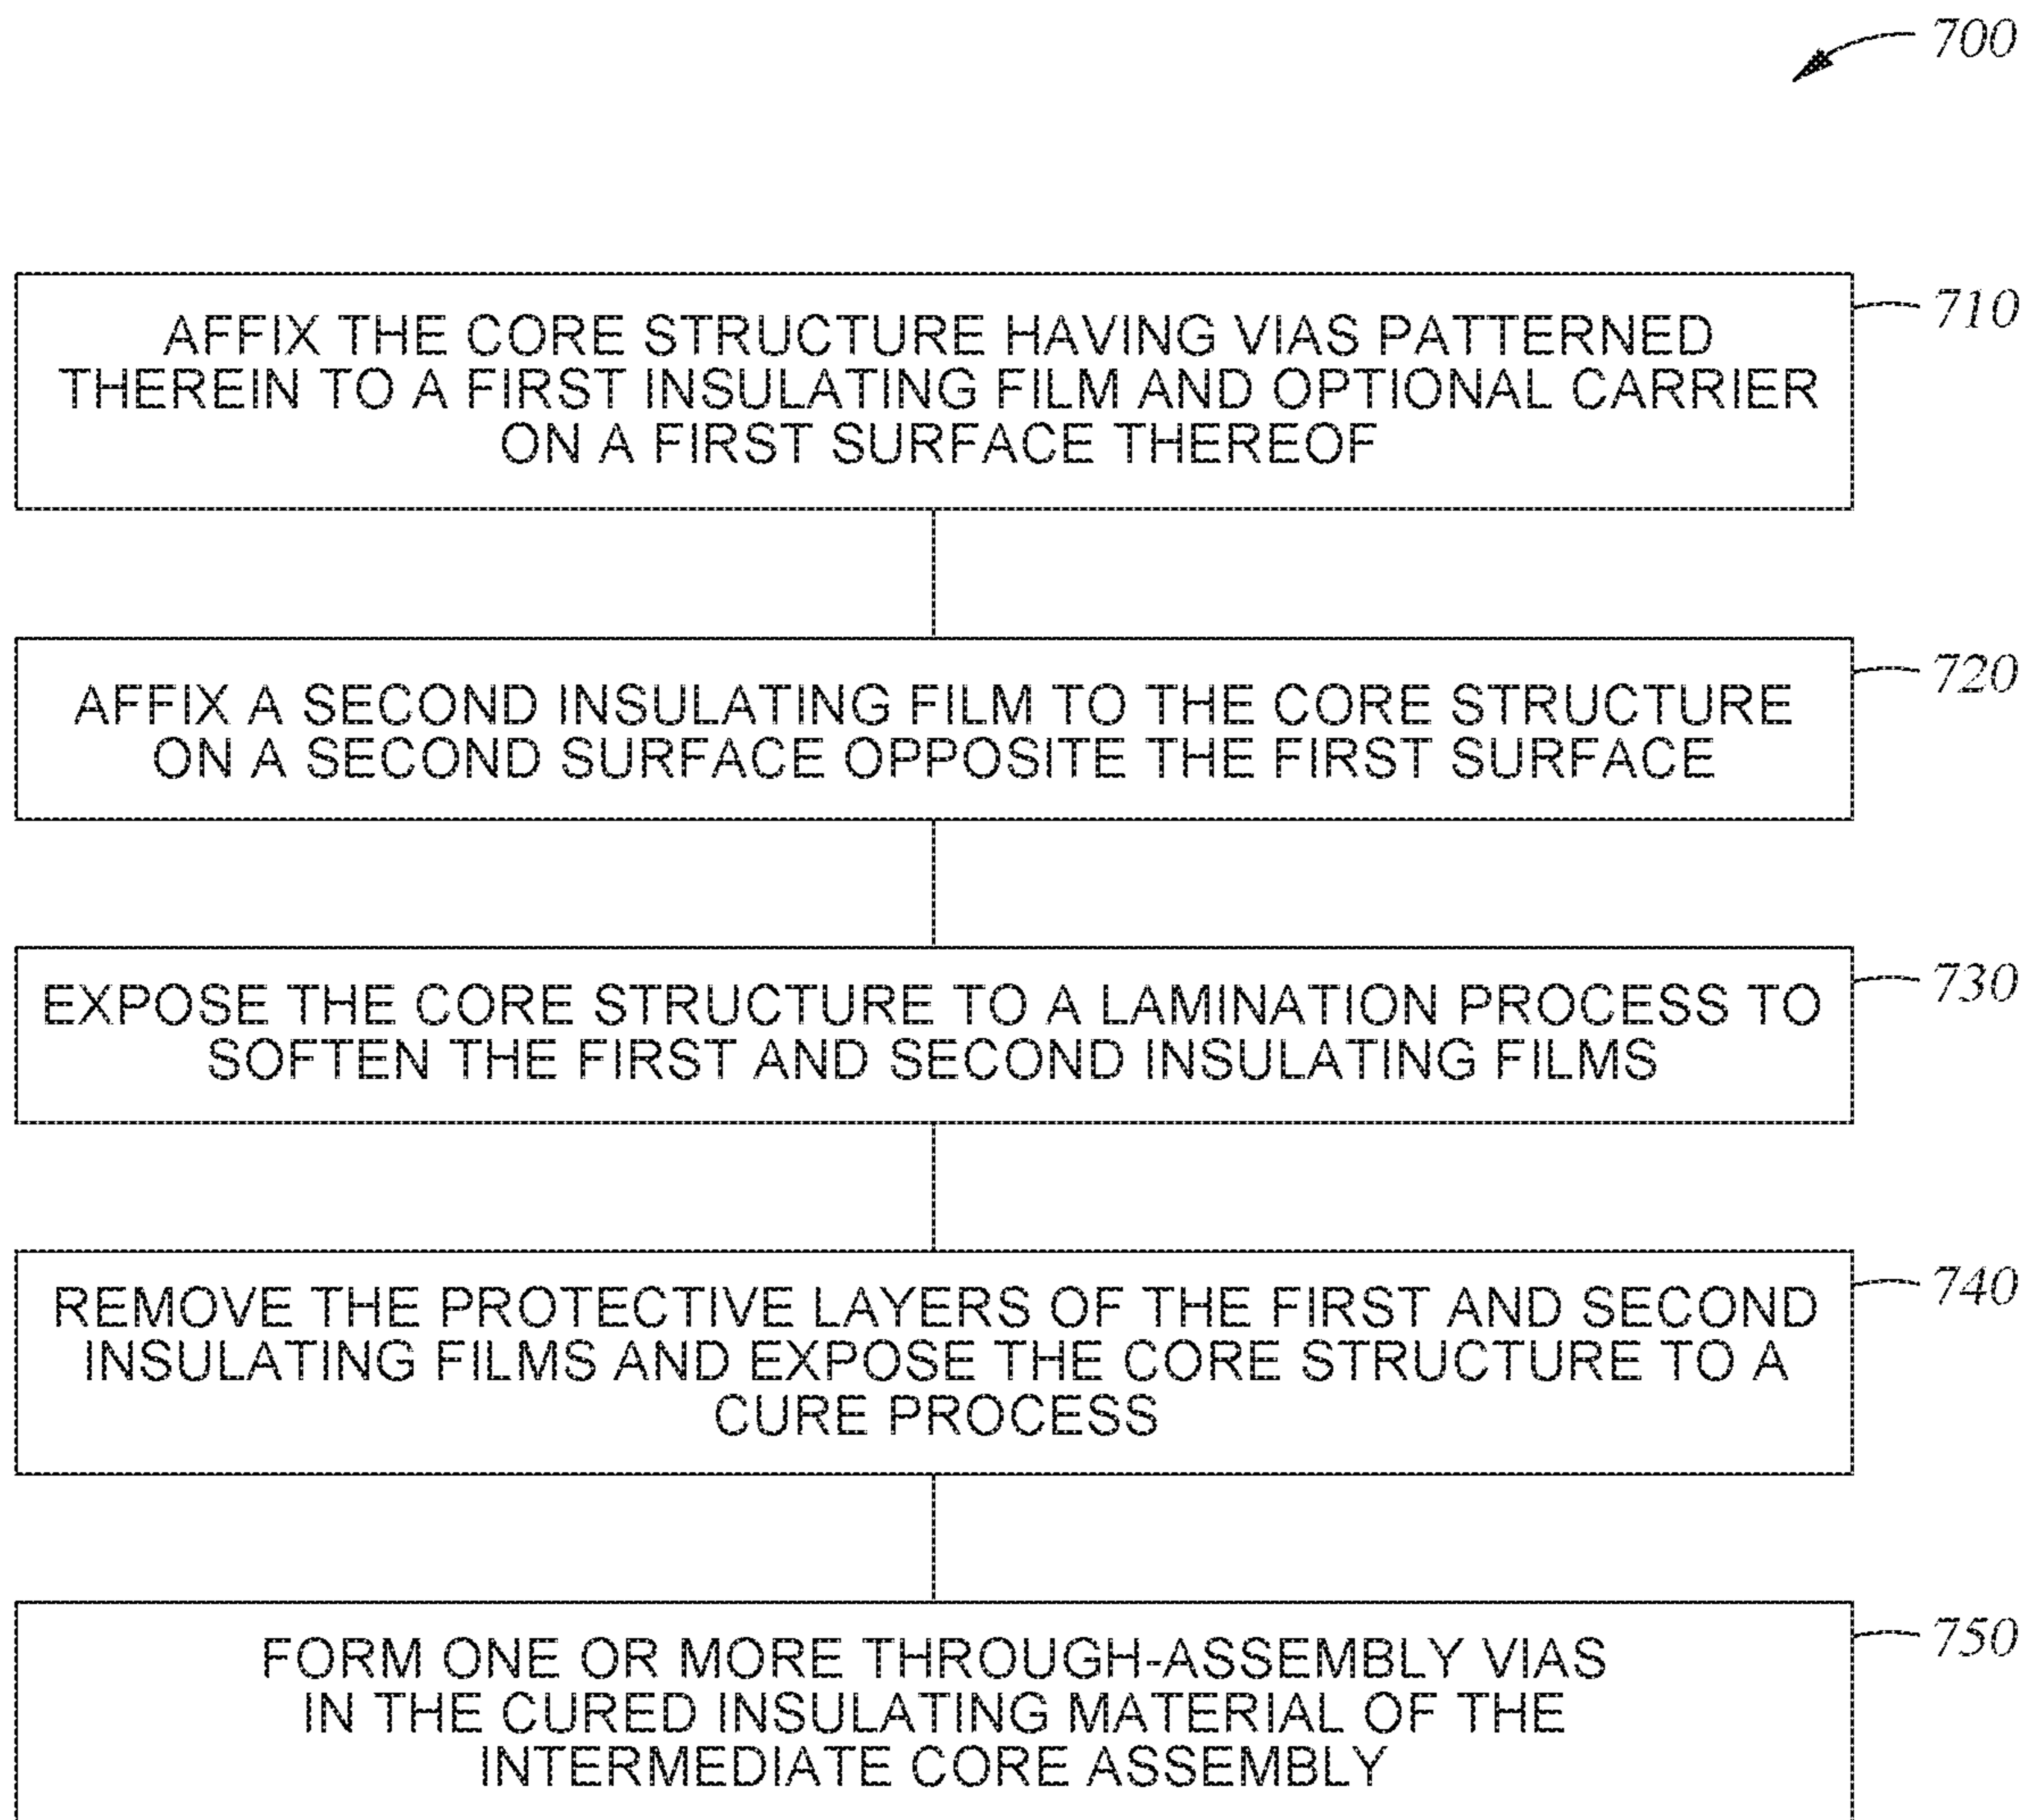 700
AFFIX THE CORE STRUCTURE HAVING VIAS PATTERNED
THEREIN TO A FIRST INSULATING FILM AND OPTIONAL CARRIER
ON A FIRST SURFACE THEREOF
710
AFFIX A SECOND INSULATING FILM TO THE CORE STRUCTURE
ON A SECOND SURFACE OPPOSITE THE FIRST SURFACE
720
EXPOSE THE CORE STRUCTURE TO A LAMINATION PROCESS TO
SOFTEN THE FIRST AND SECOND INSULATING FILMS
730
REMOVE THE PROTECTIVE LAYERS OF THE FIRST AND SECOND
INSULATING FILMS AND EXPOSE THE CORE STRUCTURE TO A
CURE PROCESS
740
FORM ONE OR MORE THROUGH-ASSEMBLY VIAS
IN THE CURED INSULATING MATERIAL OF THE
INTERMEDIATE CORE ASSEMBLY
750